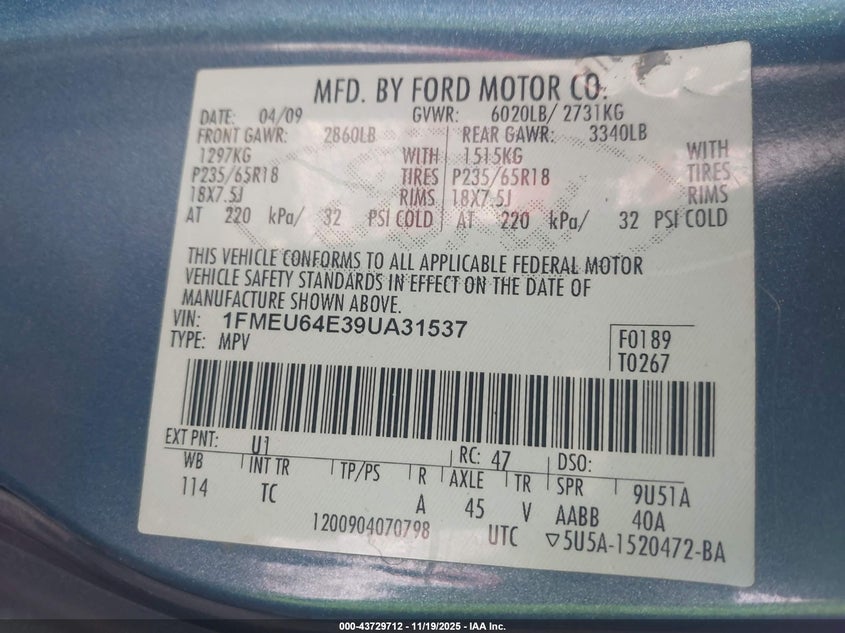 MFD. BY FORD MOTOR CO.
DATE: 04/09 GVWR: 6020LB/ 2731KG
FRONT GAWR: 2860LB REAR GAWR: 3340LB
1297KG WITH 1515KG WITH
P235/65R18 TIRES P235/65R18 TIRES
18X7.5J RIMS 18X7.5J RIMS
AT 220 kPa/ 32 PSI COLD AT 220 kPa/ 32 PSI COLD
THIS VEHICLE CONFORMS TO ALL APPLICABLE FEDERAL MOTOR
VEHICLE SAFETY STANDARDS IN EFFECT ON THE DATE OF
MANUFACTURE SHOWN ABOVE.
VIN: 1FMEU64E39UA31537
TYPE: MPV
F0189
T0267
EXT PNT: U1 RC: 47 DSO:
WB INT TR TP/PS R AXLE TR SPR 9U51A
114 TC A 45 V AABB 40A
1200904070798 UTC ▽5U5A-1520472-BA
000-43729712 - 11/19/2025 - IAA Inc.